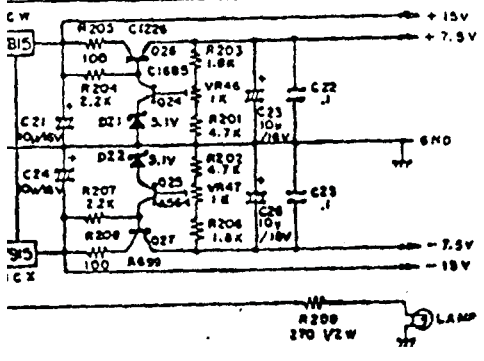 C W
+ 15V
R205
C1226
+ 7.5V
815
100
Q26
R203
1.8K
C1685
R204
2.2K
Q24
VR46
1K
C23
10µ
/16V
C22
.1
C21
DZ1
5.1V
R201
4.7K
GND
DZ2
5.1V
R202
4.7K
C24
Q25
A564
VR47
1K
R207
2.2K
C26
10µ
/16V
C23
.1
R206
1.8K
R208
Q27
915
100
A699
- 7.5V
- 15V
C X
R209
270 1/2W
LAMP